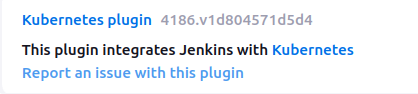 Kubernetes plugin 4186.v1d804571d5d4
This plugin integrates Jenkins with Kubernetes
Report an issue with this plugin